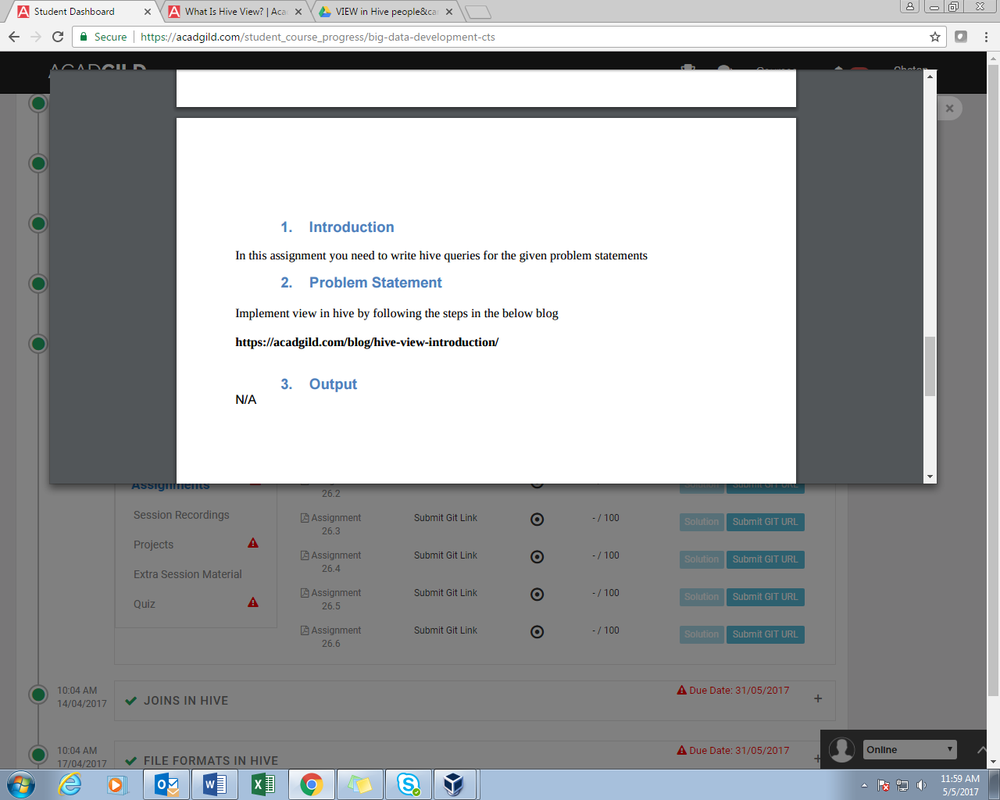 Student Dashboard
What Is Hive View? | Aca
VIEW in Hive people&ca
Secure
https://acadgild.com/student_course_progress/big-data-development-cts
ACADGILD
1. Introduction
In this assignment you need to write hive queries for the given problem statements
2. Problem Statement
Implement view in hive by following the steps in the below blog
https://acadgild.com/blog/hive-view-introduction/
3. Output
N/A
Assignments
26.2
Solution
Submit GIT URL
Session Recordings
Projects
Extra Session Material
Quiz
Assignment
26.3
Submit Git Link
- / 100
Solution
Submit GIT URL
Assignment
26.4
Submit Git Link
- / 100
Solution
Submit GIT URL
Assignment
26.5
Submit Git Link
- / 100
Solution
Submit GIT URL
Assignment
26.6
Submit Git Link
- / 100
Solution
Submit GIT URL
10:04 AM
14/04/2017
JOINS IN HIVE
Due Date: 31/05/2017
10:04 AM
17/04/2017
FILE FORMATS IN HIVE
Due Date: 31/05/2017
Online
11:59 AM
5/5/2017